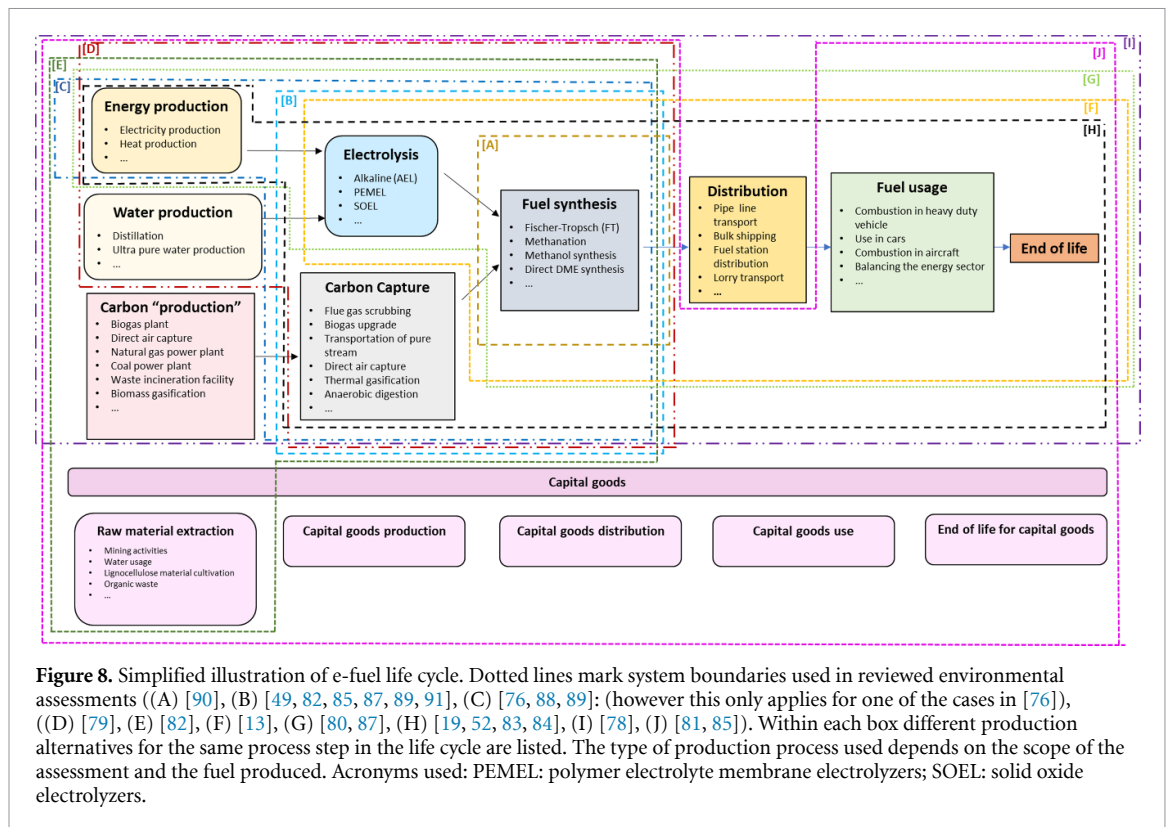 [D]
[I]
[J]
[E]
[C]
[G]
[B]
[F]
[H]
[A]
Energy production
• Electricity production
• Heat production
• ...
Electrolysis
• Alkaline (AEL)
• PEMEL
• SOEL
• ...
Water production
• Distillation
• Ultra pure water production
• ...
Carbon "production"
• Biogas plant
• Direct air capture
• Natural gas power plant
• Coal power plant
• Waste incineration facility
• Biomass gasification
• ...
Carbon Capture
• Flue gas scrubbing
• Biogas upgrade
• Transportation of pure
stream
• Direct air capture
• Thermal gasification
• Anaerobic digestion
• ...
Fuel synthesis
• Fischer-Tropsch (FT)
• Methanation
• Methanol synthesis
• Direct DME synthesis
• ...
Distribution
• Pipe line
transport
• Bulk shipping
• Fuel station
distribution
• Lorry transport
• ...
Fuel usage
• Combustion in heavy duty
vehicle
• Use in cars
• Combustion in aircraft
• Balancing the energy sector
• ...
End of life
Capital goods
Raw material extraction
• Mining activities
• Water usage
• Lignocellulose material cultivation
• Organic waste
• ...
Capital goods production
Capital goods distribution
Capital goods use
End of life for capital goods
Figure 8. Simplified illustration of e-fuel life cycle. Dotted lines mark system boundaries used in reviewed environmental
assessments ((A) [90], (B) [49, 82, 85, 87, 89, 91], (C) [76, 88, 89]: (however this only applies for one of the cases in [76]),
((D) [79], (E) [82], (F) [13], (G) [80, 87], (H) [19, 52, 83, 84], (I) [78], (J) [81, 85]). Within each box different production
alternatives for the same process step in the life cycle are listed. The type of production process used depends on the scope of the
assessment and the fuel produced. Acronyms used: PEMEL: polymer electrolyte membrane electrolyzers; SOEL: solid oxide
electrolyzers.